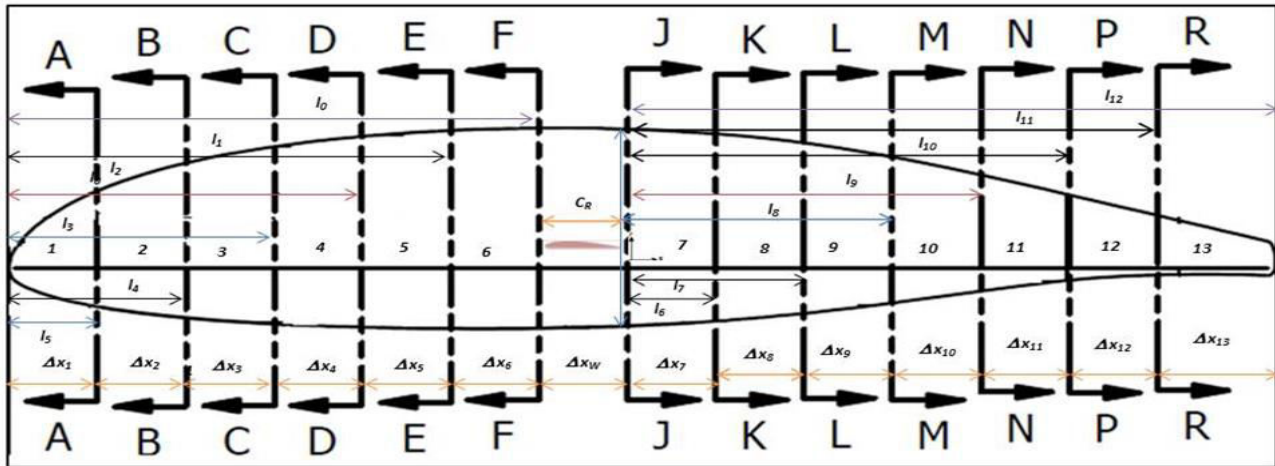 A B C D E F J K L M N P R
l0 l12
l1 l11
l2 l10
l9
CR
l3 l8
1 2 3 4 5 6 7 8 9 10 11 12 13
l4 l7
l5 l6
Δx1 Δx2 Δx3 Δx4 Δx5 Δx6 Δxw Δx7 Δx8 Δx9 Δx10 Δx11 Δx12 Δx13
A B C D E F J K L M N P R